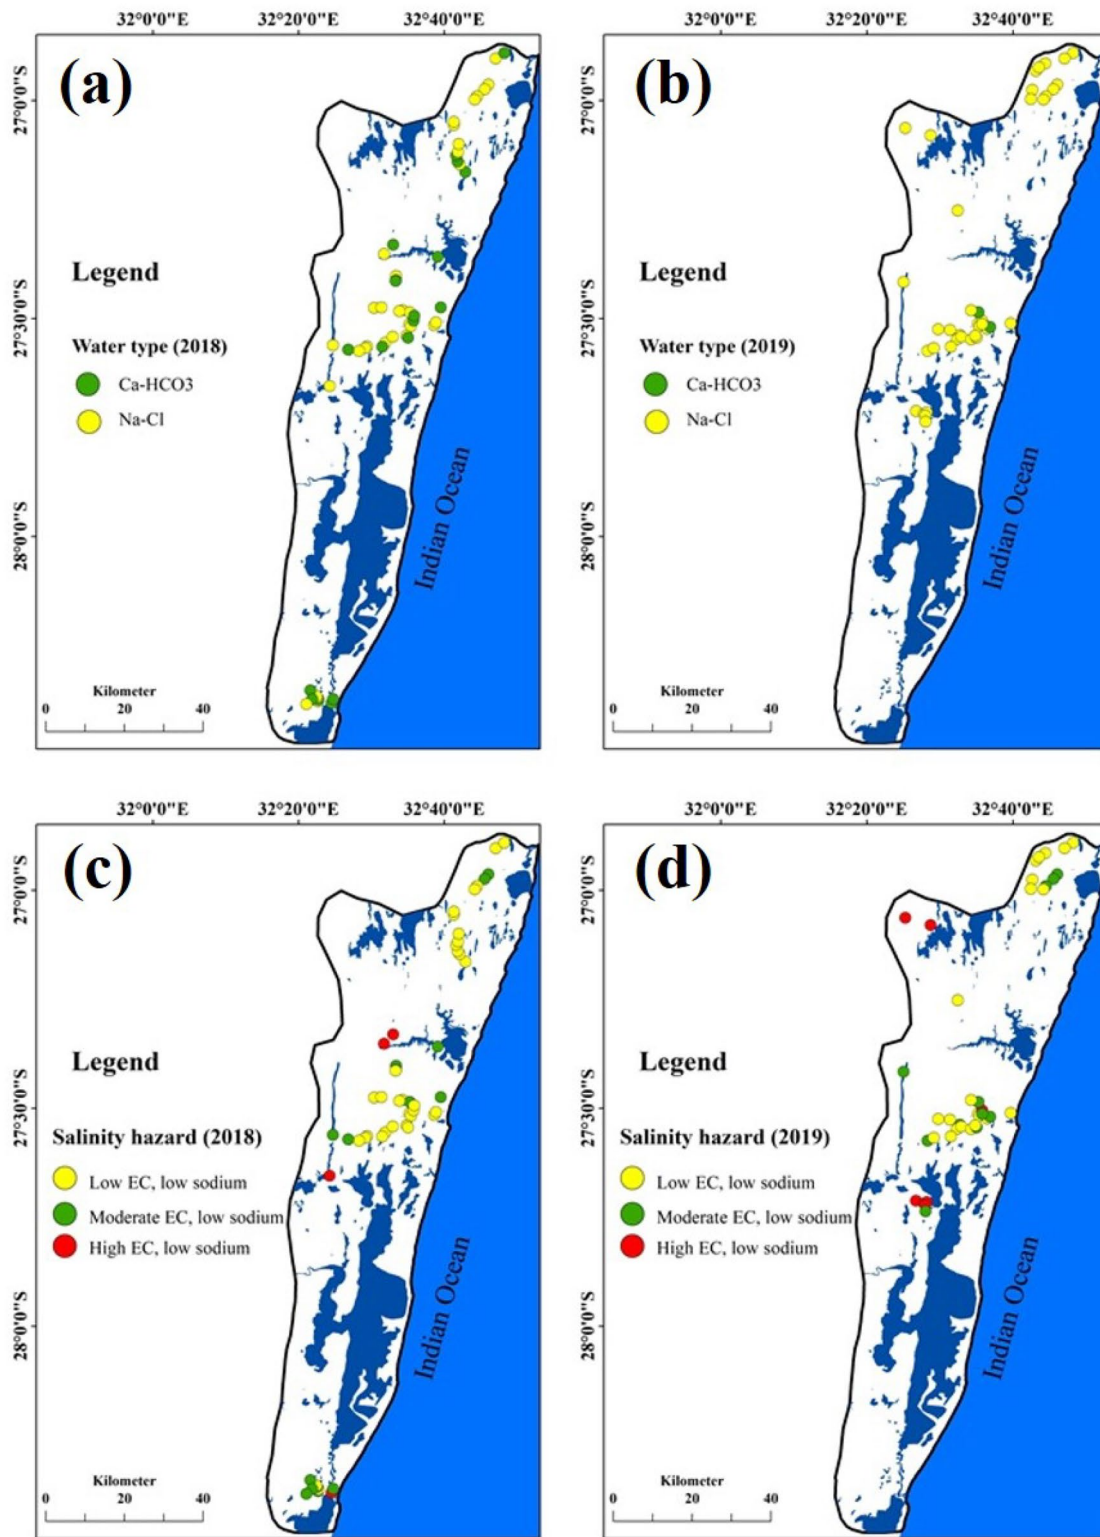 32°0'0"E 32°20'0"E 32°40'0"E
(a)
27°0'0"S
27°30'0"S
28°0'0"S
Legend
Water type (2018)
Ca-HCO3
Na-Cl
Indian Ocean
Kilometer
0 20 40
32°0'0"E 32°20'0"E 32°40'0"E
(b)
27°0'0"S
27°30'0"S
28°0'0"S
Legend
Water type (2019)
Ca-HCO3
Na-Cl
Indian Ocean
Kilometer
0 20 40
32°0'0"E 32°20'0"E 32°40'0"E
(c)
27°0'0"S
27°30'0"S
28°0'0"S
Legend
Salinity hazard (2018)
Low EC, low sodium
Moderate EC, low sodium
High EC, low sodium
Indian Ocean
Kilometer
0 20 40
32°0'0"E 32°20'0"E 32°40'0"E
(d)
27°0'0"S
27°30'0"S
28°0'0"S
Legend
Salinity hazard (2019)
Low EC, low sodium
Moderate EC, low sodium
High EC, low sodium
Indian Ocean
Kilometer
0 20 40